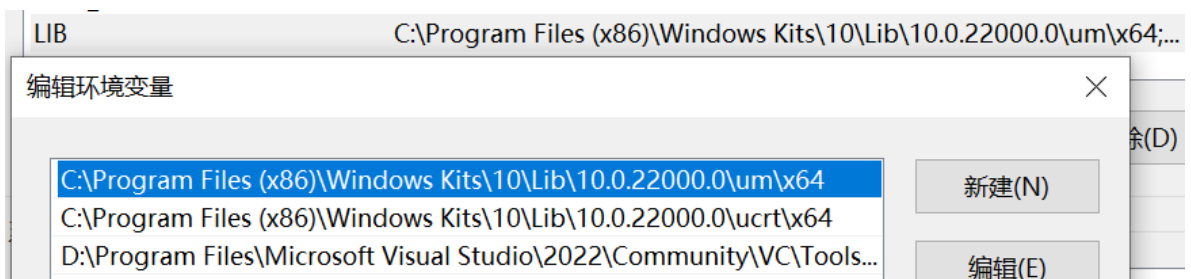 LIB C:\Program Files (x86)\Windows Kits\10\Lib\10.0.22000.0\um\x64;...
编辑环境变量
除(D)
C:\Program Files (x86)\Windows Kits\10\Lib\10.0.22000.0\um\x64
新建(N)
C:\Program Files (x86)\Windows Kits\10\Lib\10.0.22000.0\ucrt\x64
D:\Program Files\Microsoft Visual Studio\2022\Community\VC\Tools...
编辑(E)